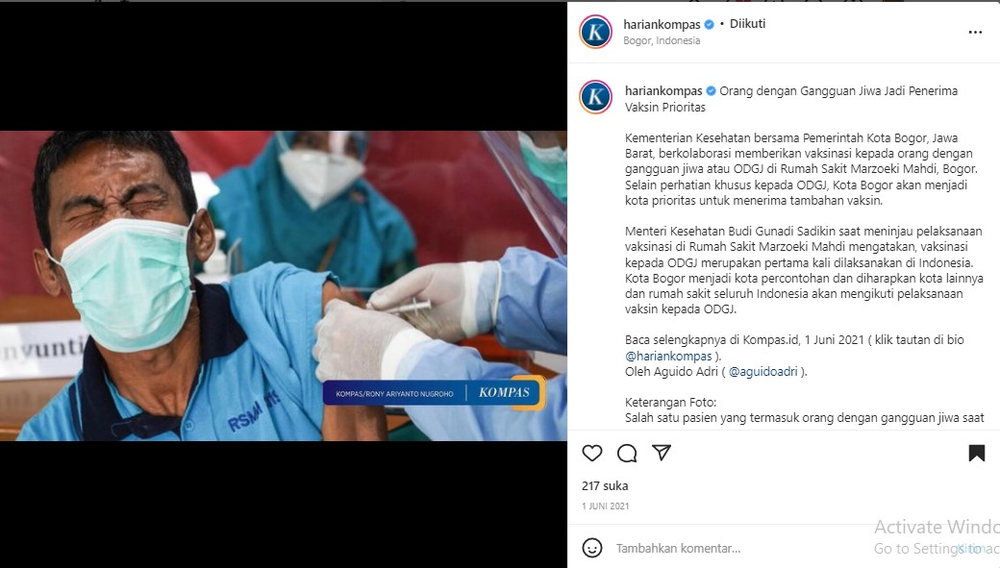 hariankompas • Diikuti
Bogor, Indonesia
hariankompas Orang dengan Gangguan Jiwa Jadi Penerima
Vaksin Prioritas
Kementerian Kesehatan bersama Pemerintah Kota Bogor, Jawa
Barat, berkolaborasi memberikan vaksinasi kepada orang dengan
gangguan jiwa atau ODGJ di Rumah Sakit Marzoeki Mahdi, Bogor.
Selain perhatian khusus kepada ODGJ, Kota Bogor akan menjadi
kota prioritas untuk menerima tambahan vaksin.
Menteri Kesehatan Budi Gunadi Sadikin saat meninjau pelaksanaan
vaksinasi di Rumah Sakit Marzoeki Mahdi mengatakan, vaksinasi
kepada ODGJ merupakan pertama kali dilaksanakan di Indonesia.
Kota Bogor menjadi kota percontohan dan diharapkan kota lainnya
dan rumah sakit seluruh Indonesia akan mengikuti pelaksanaan
vaksin kepada ODGJ.
Baca selengkapnya di Kompas.id, 1 Juni 2021 ( klik tautan di bio
@hariankompas ).
Oleh Aguido Adri ( @aguidoadri ).
Keterangan Foto:
Salah satu pasien yang termasuk orang dengan gangguan jiwa saat
217 suka
1 JUNI 2021
Tambahkan komentar...
Kirim
Activate Windo
Go to Settings to ac
K
K
nyunti
KOMPAS/RONY ARIYANTO NUGROHO
KOMPAS